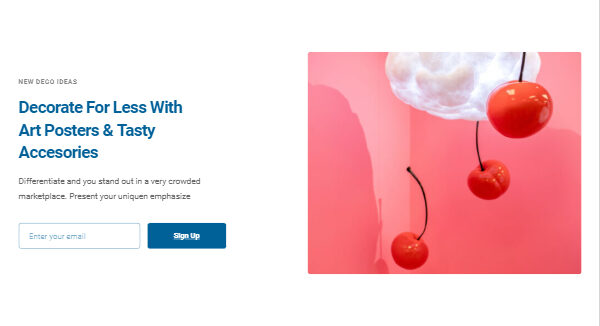 NEW DECO IDEAS
Decorate For Less With
Art Posters & Tasty
Accesories
Differentiate and you stand out in a very crowded
marketplace. Present your uniquen emphasize
Enter your email
Sign Up